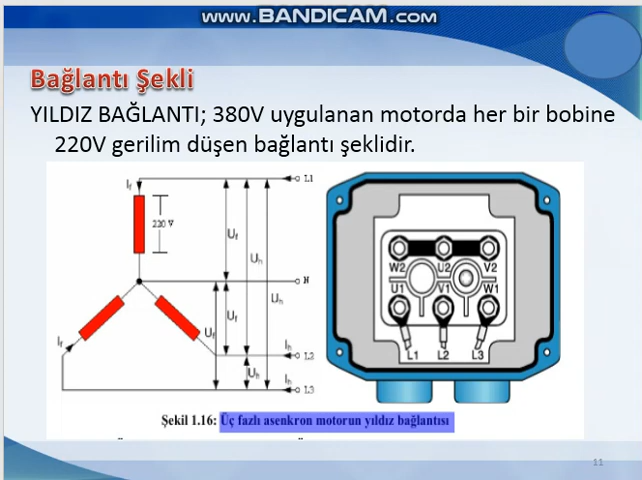 www.BANDICAM.com
Bağlantı Şekli
YILDIZ BAĞLANTI; 380V uygulanan motorda her bir bobine
220V gerilim düşen bağlantı şeklidir.
If
220 V
If
Uf
Uh
Uh
Uf
Uf
Uh
L1
N
Ih
L2
Ih
L3
W2 U2 V2
U1 V1 W1
L1 L2 L3
Şekil 1.16: Üç fazlı asenkron motorun yıldız bağlantısı
11